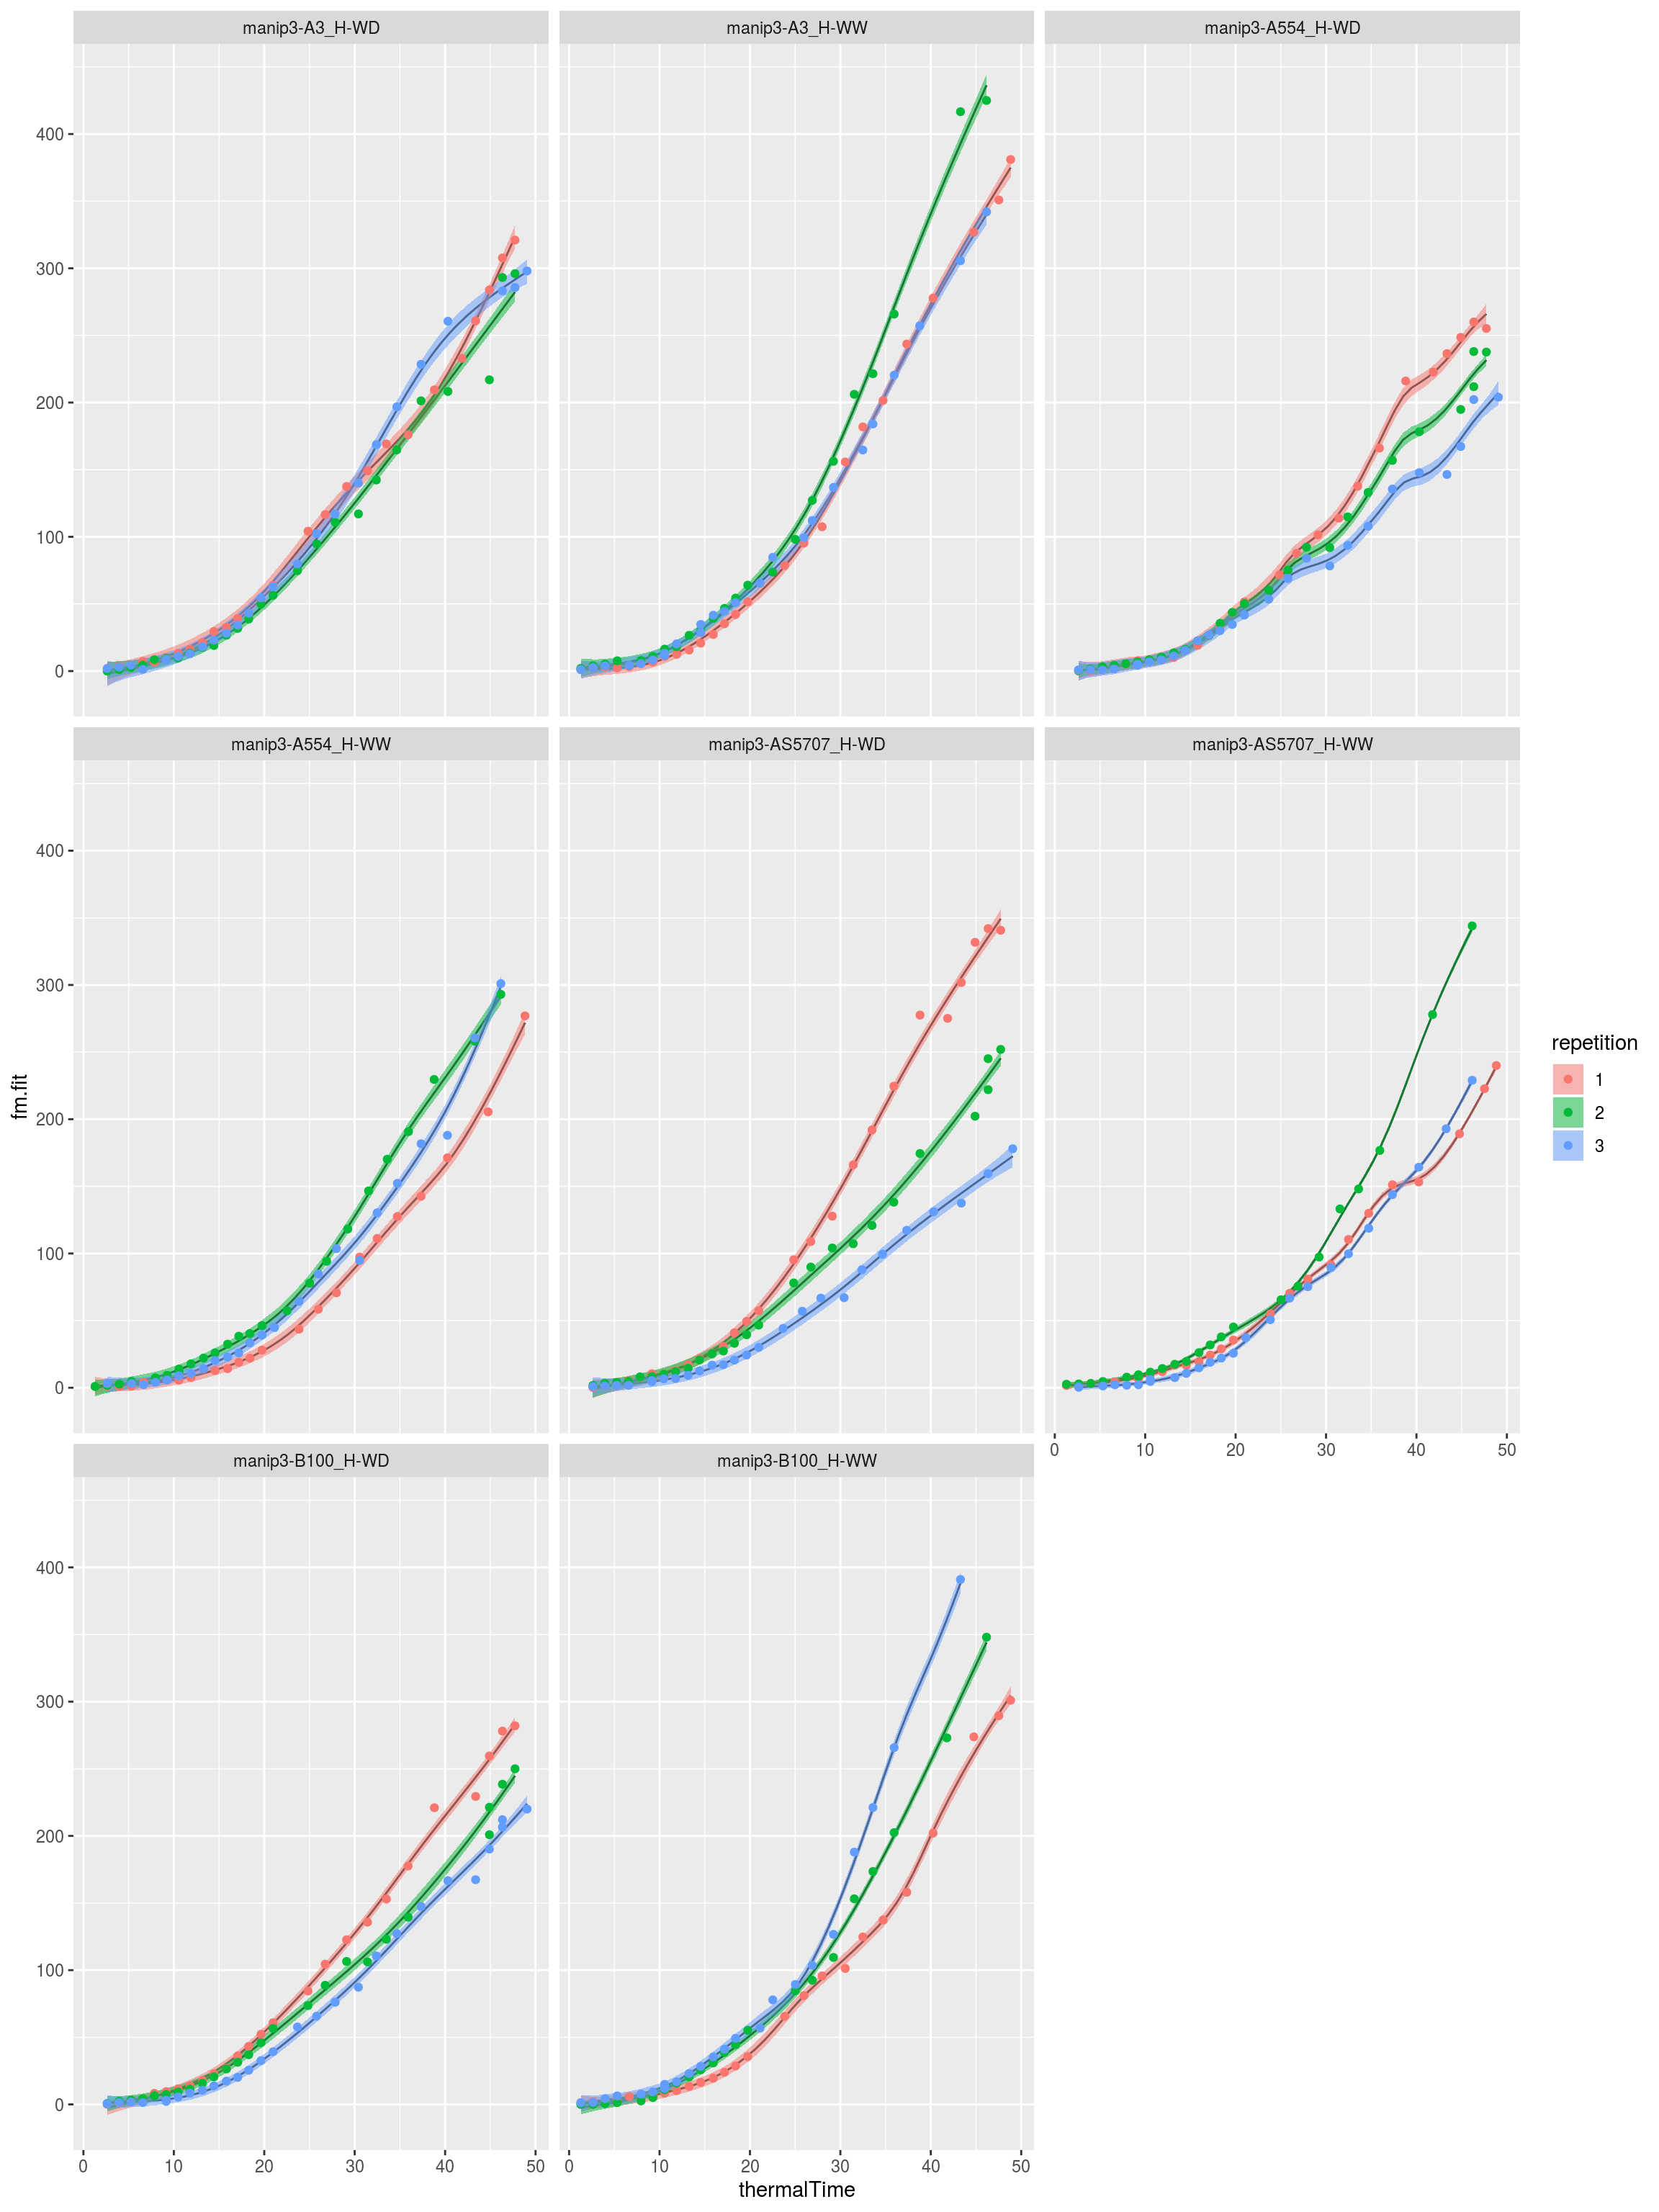 manip3-A3_H-WD
manip3-A3_H-WW
manip3-A554_H-WD
400
300
200
100
0
manip3-A554_H-WW
manip3-AS5707_H-WD
manip3-AS5707_H-WW
400
300
200
100
0
0 10 20 30 40 50
fm.fit
manip3-B100_H-WD
manip3-B100_H-WW
400
300
200
100
0
0 10 20 30 40 50
0 10 20 30 40 50
thermalTime
repetition
1
2
3